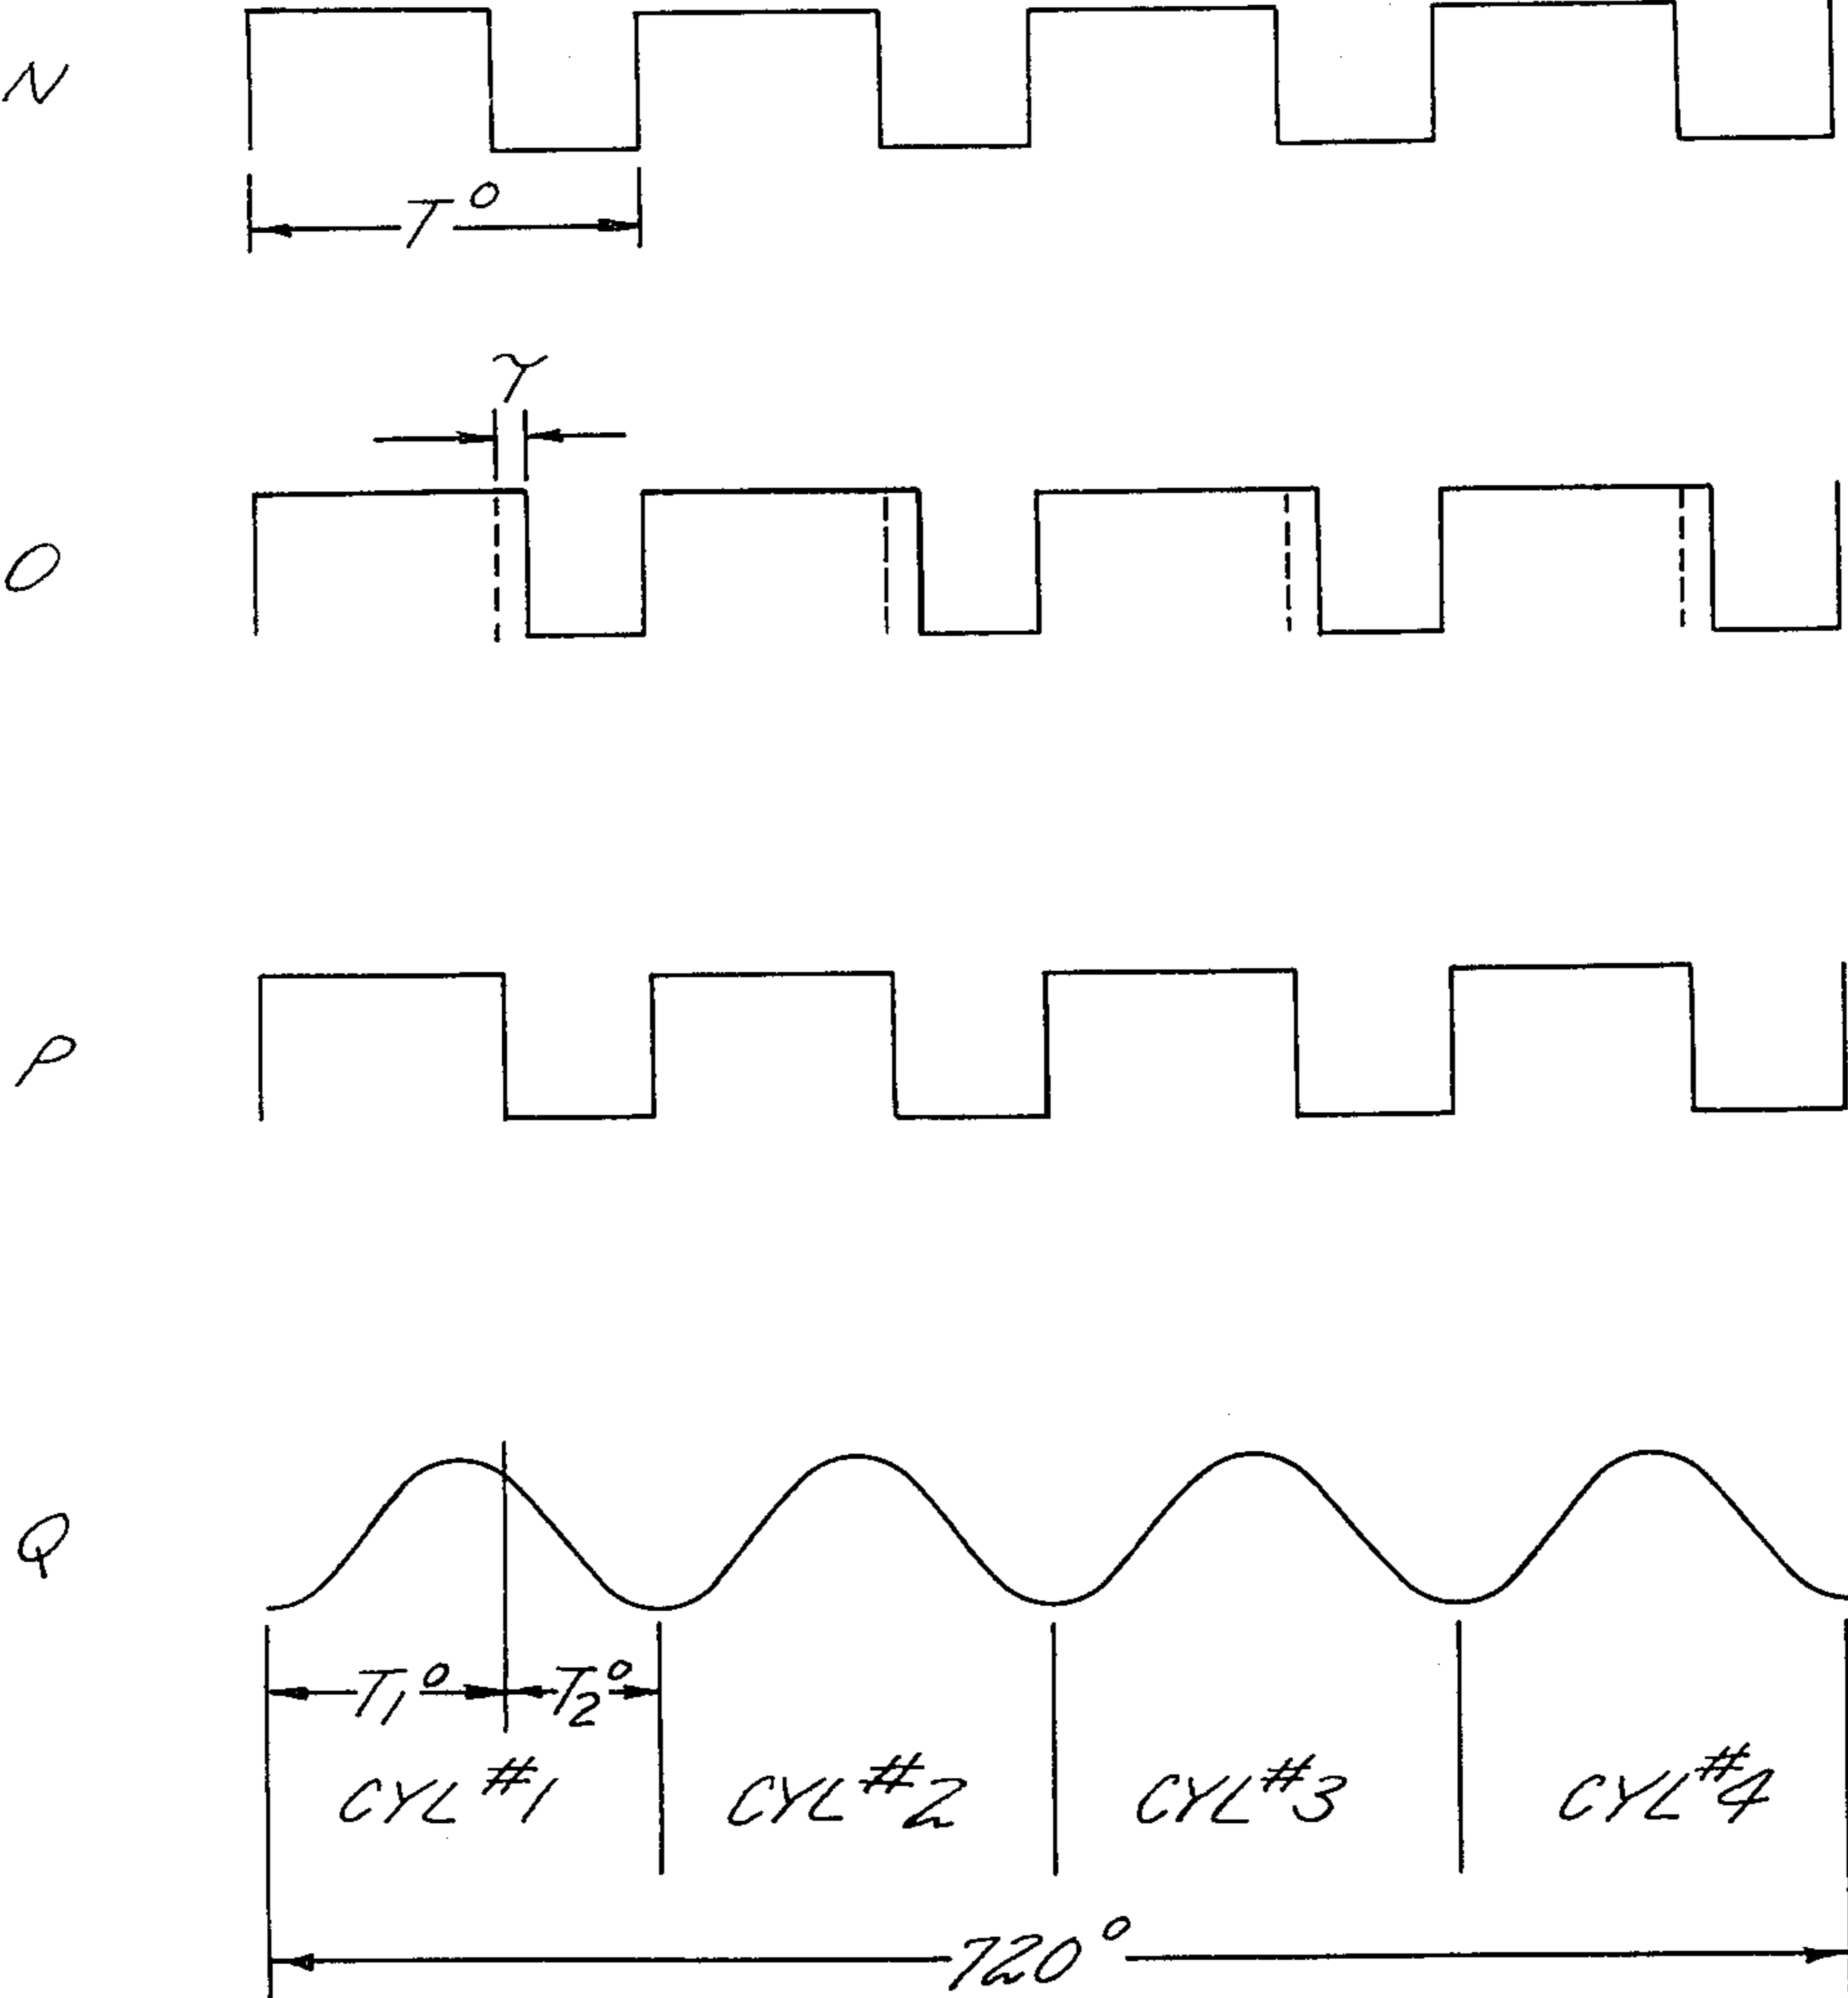 N
T°
τ
O
P
Q
T₁° T₂°
CYL #1 CYL #2 CYL #3 CYL #4
720°